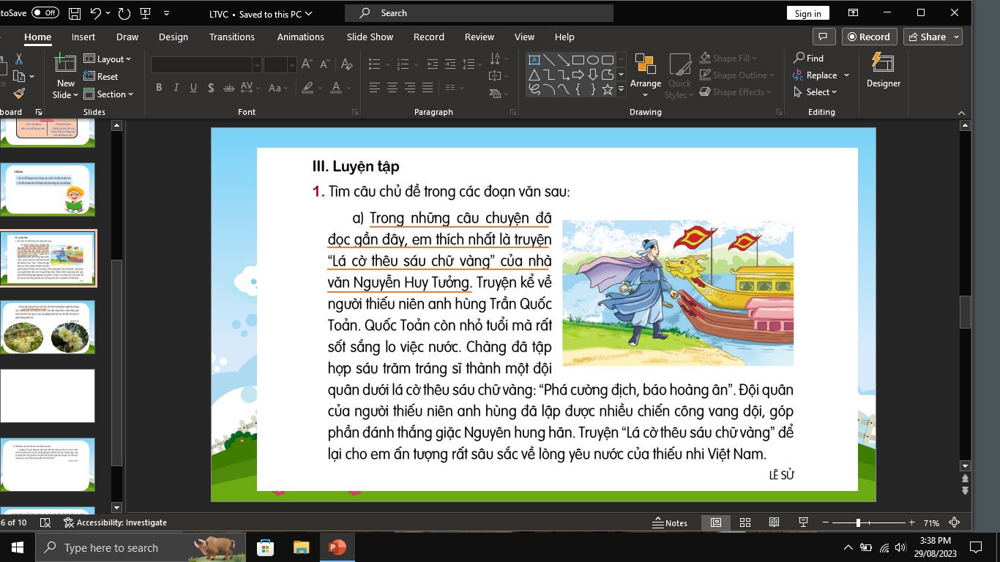 utoSave Off LTVC • Saved to this PC Search Sign in
Home Insert Draw Design Transitions Animations Slide Show Record Review View Help Record Share
New Slide Layout Reset Section
B I U S ab AV Aa A
Arrange Quick Styles Shape Fill Shape Outline Shape Effects
Find Replace Select Designer
board Slides Font Paragraph Drawing Editing
III. Luyện tập
1. Tìm câu chủ đề trong các đoạn văn sau:
a) Trong những câu chuyện đã
đọc gần đây, em thích nhất là truyện
“Lá cờ thêu sáu chữ vàng” của nhà
văn Nguyễn Huy Tưởng. Truyện kể về
người thiếu niên anh hùng Trần Quốc
Toản. Quốc Toản còn nhỏ tuổi mà rất
sốt sắng lo việc nước. Chàng đã tập
hợp sáu trăm tráng sĩ thành một đội
quân dưới lá cờ thêu sáu chữ vàng: “Phá cường địch, báo hoàng ân”. Đội quân
của người thiếu niên anh hùng đã lập được nhiều chiến công vang dội, góp
phần đánh thắng giặc Nguyên hung hãn. Truyện “Lá cờ thêu sáu chữ vàng” để
lại cho em ấn tượng rất sâu sắc về lòng yêu nước của thiếu nhi Việt Nam.
LÊ SỬ
6 of 10 Accessibility: Investigate Notes 71%
Type here to search 3:38 PM
29/08/2023